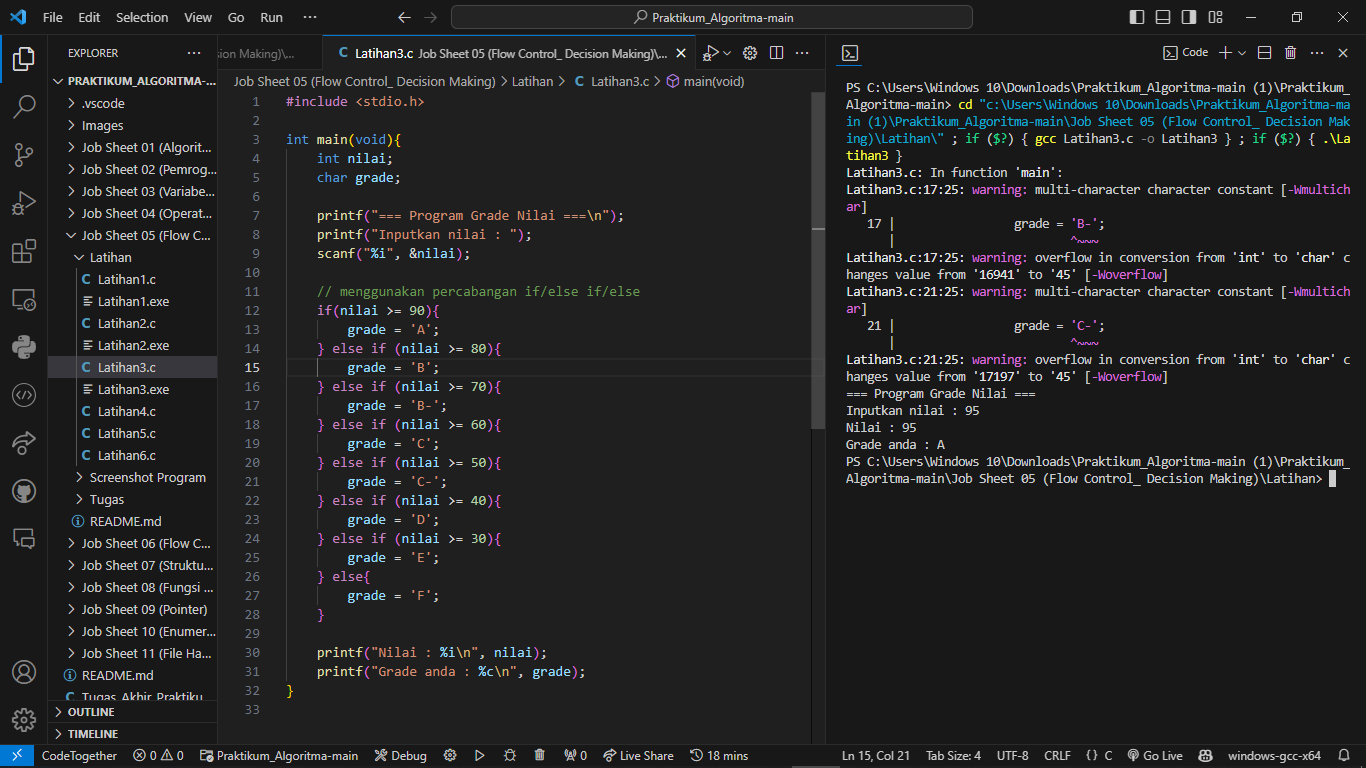 File Edit Selection View Go Run ··· Praktikum_Algoritma-main
EXPLORER ···
PRAKTIKUM_ALGORITMA-...
.vscode
Images
Job Sheet 01 (Algorit...
Job Sheet 02 (Pemrog...
Job Sheet 03 (Variabe...
Job Sheet 04 (Operat...
Job Sheet 05 (Flow C...
Latihan
C Latihan1.c
Latihan1.exe
C Latihan2.c
Latihan2.exe
C Latihan3.c
Latihan3.exe
C Latihan4.c
C Latihan5.c
C Latihan6.c
Screenshot Program
Tugas
README.md
Job Sheet 06 (Flow C...
Job Sheet 07 (Struktu...
Job Sheet 08 (Fungsi ...
Job Sheet 09 (Pointer)
Job Sheet 10 (Enumer...
Job Sheet 11 (File Ha...
README.md
C Tugas Akhir Praktiku
OUTLINE
TIMELINE
sion Making)\... C Latihan3.c Job Sheet 05 (Flow Control_ Decision Making)\...
Job Sheet 05 (Flow Control_ Decision Making) > Latihan > C Latihan3.c > main(void)
1 #include <stdio.h>
2
3 int main(void){
4 int nilai;
5 char grade;
6
7 printf("=== Program Grade Nilai ===\n");
8 printf("Inputkan nilai : ");
9 scanf("%i", &nilai);
10
11 // menggunakan percabangan if/else if/else
12 if(nilai >= 90){
13 grade = 'A';
14 } else if (nilai >= 80){
15 grade = 'B';
16 } else if (nilai >= 70){
17 grade = 'B-';
18 } else if (nilai >= 60){
19 grade = 'C';
20 } else if (nilai >= 50){
21 grade = 'C-';
22 } else if (nilai >= 40){
23 grade = 'D';
24 } else if (nilai >= 30){
25 grade = 'E';
26 } else{
27 grade = 'F';
28 }
29
30 printf("Nilai : %i\n", nilai);
31 printf("Grade anda : %c\n", grade);
32 }
33
Code
PS C:\Users\Windows 10\Downloads\Praktikum_Algoritma-main (1)\Praktikum_
Algoritma-main> cd "c:\Users\Windows 10\Downloads\Praktikum_Algoritma-ma
in (1)\Praktikum_Algoritma-main\Job Sheet 05 (Flow Control_ Decision Mak
ing)\Latihan\" ; if ($?) { gcc Latihan3.c -o Latihan3 } ; if ($?) { .\La
tihan3 }
Latihan3.c: In function 'main':
Latihan3.c:17:25: warning: multi-character character constant [-Wmultich
ar]
17 | grade = 'B-';
| ^~~~
Latihan3.c:17:25: warning: overflow in conversion from 'int' to 'char' c
hanges value from '16941' to '45' [-Woverflow]
Latihan3.c:21:25: warning: multi-character character constant [-Wmultich
ar]
21 | grade = 'C-';
| ^~~~
Latihan3.c:21:25: warning: overflow in conversion from 'int' to 'char' c
hanges value from '17197' to '45' [-Woverflow]
=== Program Grade Nilai ===
Inputkan nilai : 95
Nilai : 95
Grade anda : A
PS C:\Users\Windows 10\Downloads\Praktikum_Algoritma-main (1)\Praktikum_
Algoritma-main\Job Sheet 05 (Flow Control_ Decision Making)\Latihan>
CodeTogether 0 0 Praktikum_Algoritma-main Debug 0 Live Share 18 mins Ln 15, Col 21 Tab Size: 4 UTF-8 CRLF { } C Go Live windows-gcc-x64